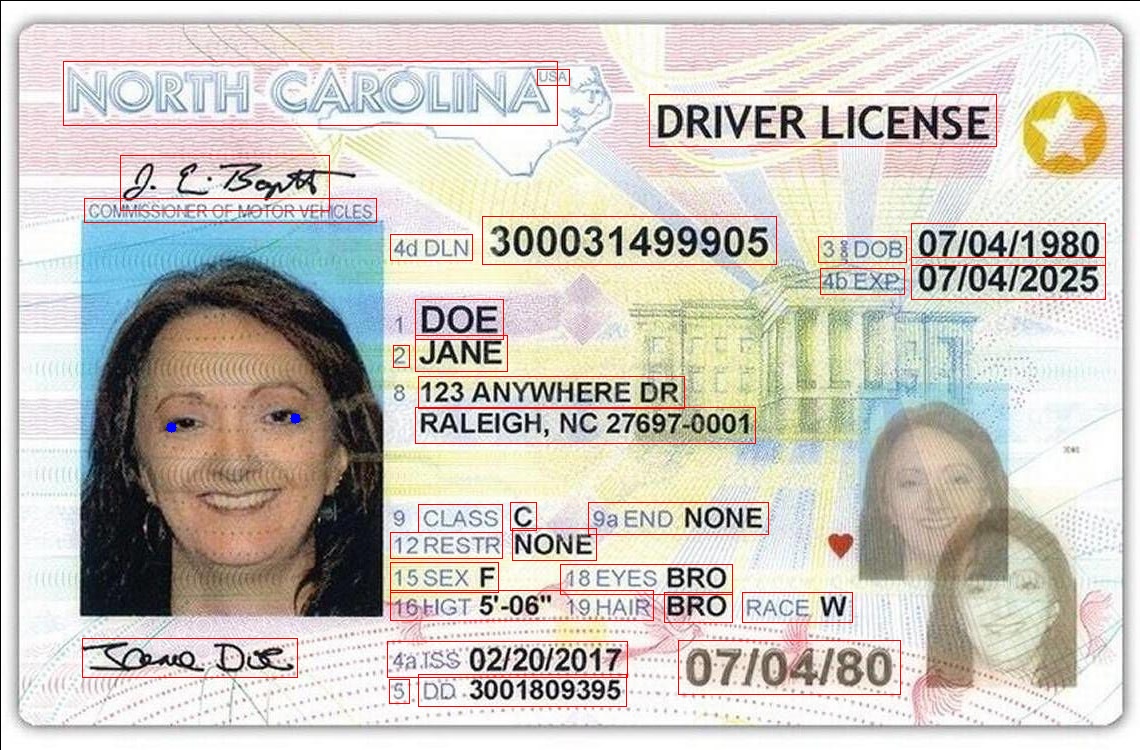 NORTH CAROLINA USA
DRIVER LICENSE
COMMISSIONER OF MOTOR VEHICLES
4d DLN 300031499905 3 DOB 07/04/1980
4b EXP 07/04/2025
1 DOE
2 JANE
8 123 ANYWHERE DR
RALEIGH, NC 27697-0001
9 CLASS C 9a END NONE
12 RESTR NONE
15 SEX F 18 EYES BRO
16 HGT 5'-06" 19 HAIR BRO RACE W
Jane Doe 4a ISS 02/20/2017 07/04/80
5 DD 3001809395